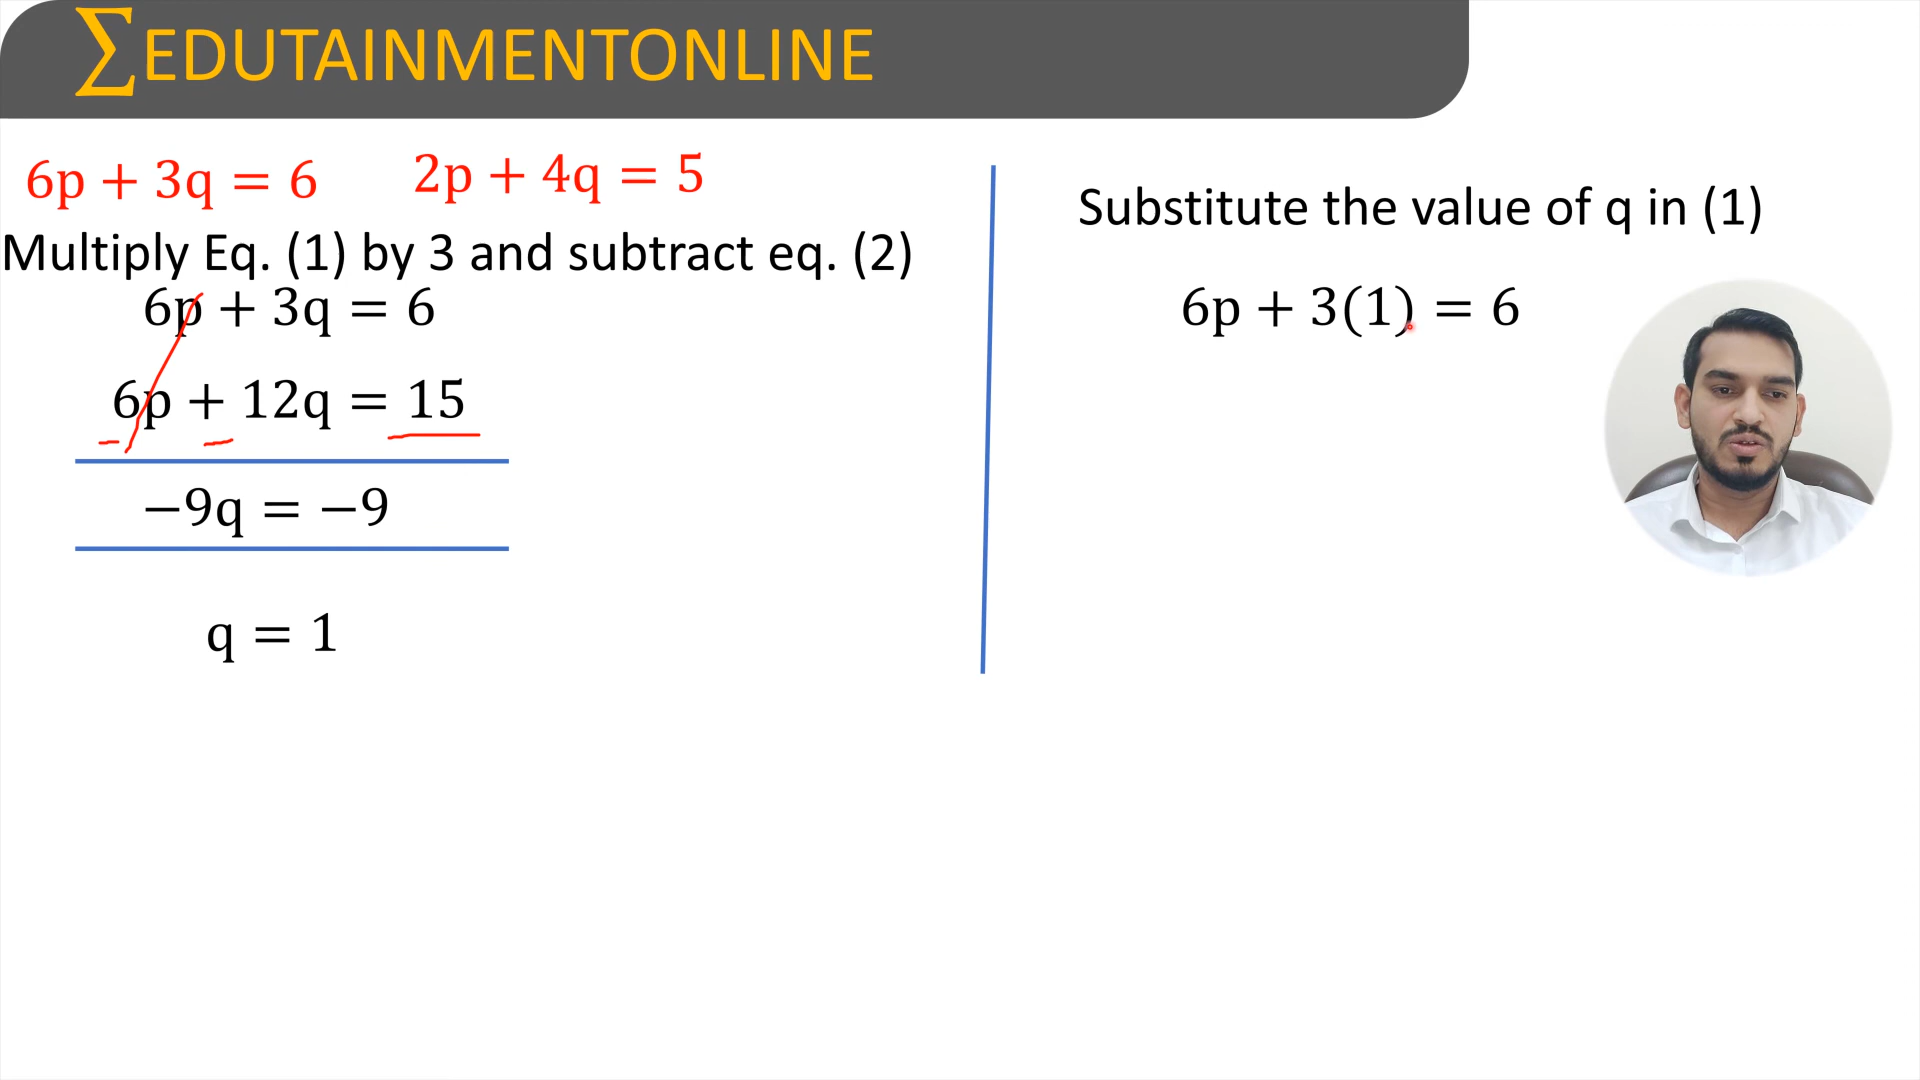 ∑EDUTAINMENTONLINE
6p + 3q = 6
2p + 4q = 5
Multiply Eq. (1) by 3 and subtract eq. (2)
6p + 3q = 6
6p + 12q = 15
−9q = −9
q = 1
Substitute the value of q in (1)
6p + 3(1) = 6